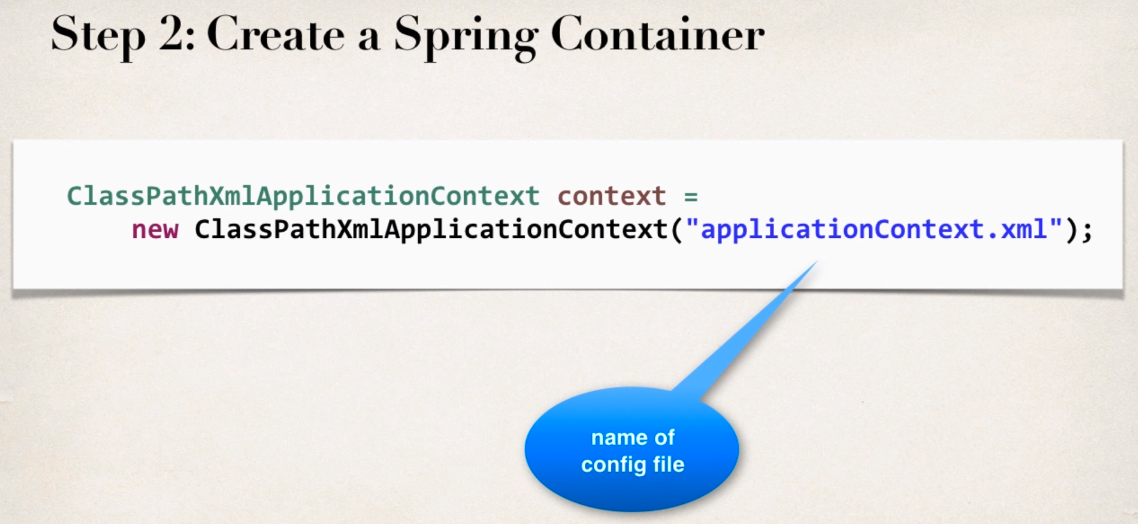 Step 2: Create a Spring Container
ClassPathXmlApplicationContext context =
new ClassPathXmlApplicationContext("applicationContext.xml");
name of
config file